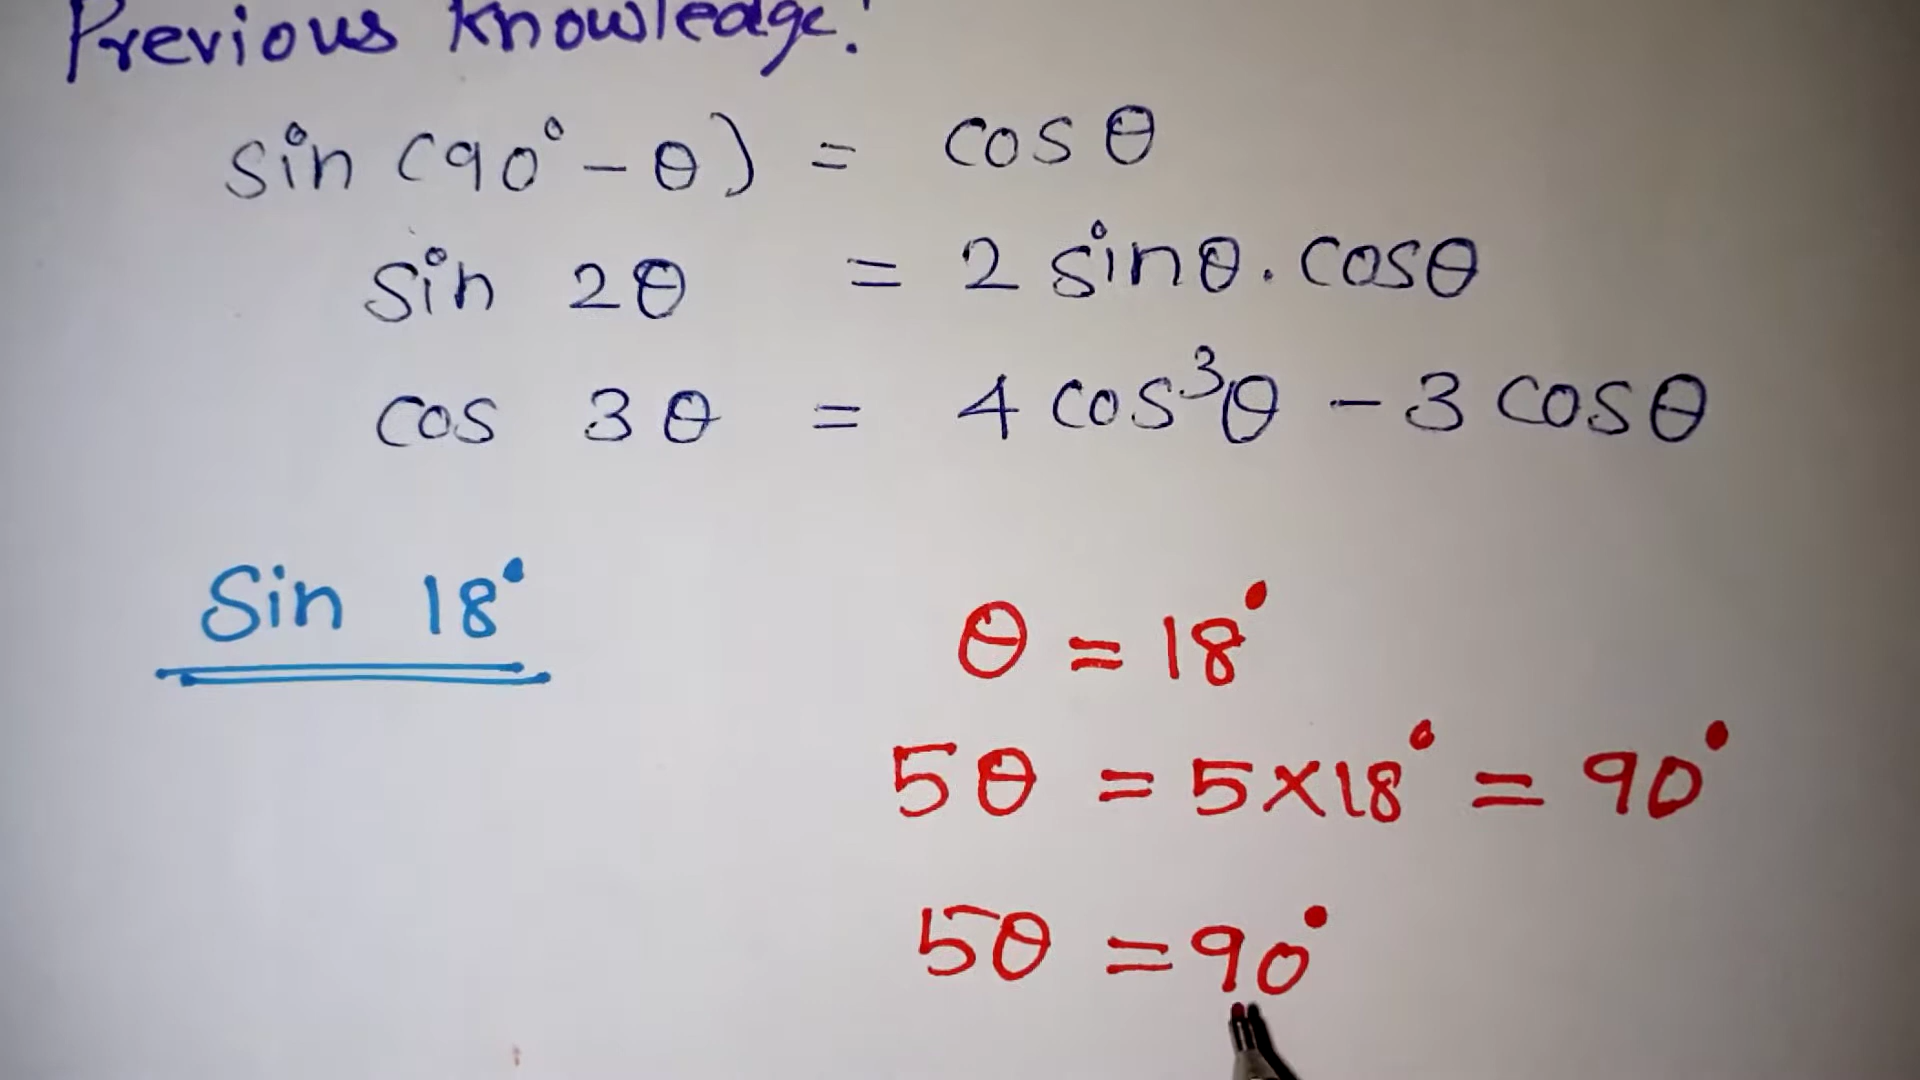 Previous Knowledge:
sin (90° - θ) = cos θ
sin 2θ = 2 sinθ . cosθ
cos 3θ = 4 cos³θ - 3 cosθ
Sin 18°
θ = 18°
5θ = 5×18° = 90°
5θ = 90°